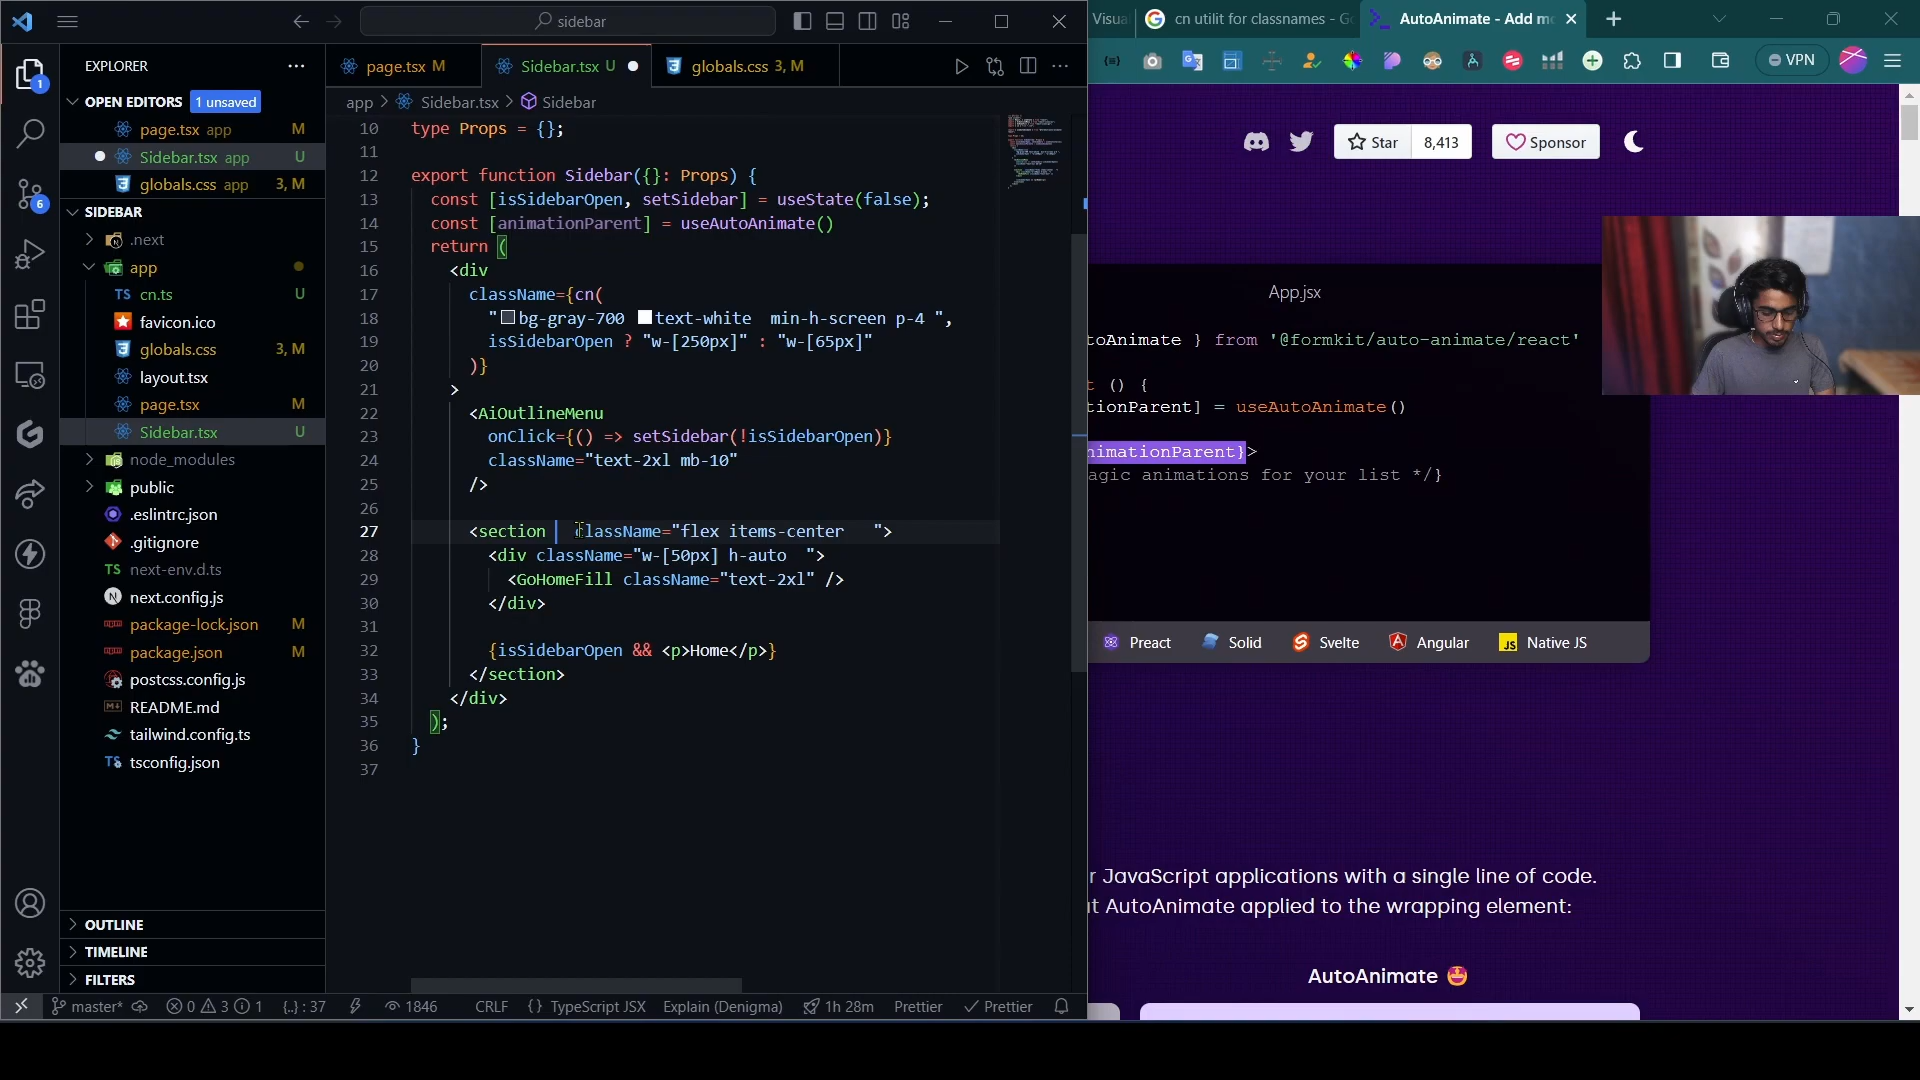 sidebar
EXPLORER
OPEN EDITORS 1 unsaved
page.tsx app M
Sidebar.tsx app U
globals.css app 3, M
SIDEBAR
.next
app
TS cn.ts U
favicon.ico
globals.css 3, M
layout.tsx
page.tsx M
Sidebar.tsx U
node_modules
public
.eslintrc.json
.gitignore
TS next-env.d.ts
next.config.js
package-lock.json M
package.json M
postcss.config.js
README.md
tailwind.config.ts
tsconfig.json
OUTLINE
TIMELINE
FILTERS
1
6
page.tsx M
Sidebar.tsx U
globals.css 3, M
app > Sidebar.tsx > Sidebar
10 type Props = {};
11
12 export function Sidebar({}: Props) {
13 const [isSidebarOpen, setSidebar] = useState(false);
14 const [animationParent] = useAutoAnimate()
15 return (
16 <div
17 className={cn(
18 "bg-gray-700 text-white  min-h-screen p-4 ",
19 isSidebarOpen ? "w-[250px]" : "w-[65px]"
20 )}
21 >
22 <AiOutlineMenu
23 onClick={() => setSidebar(!isSidebarOpen)}
24 className="text-2xl mb-10"
25 />
26
27 <section   className="flex items-center   ">
28 <div className="w-[50px] h-auto  ">
29 <GoHomeFill className="text-2xl" />
30 </div>
31
32 {isSidebarOpen && <p>Home</p>}
33 </section>
34 </div>
35 );
36 }
37
master* 0 3 1 {..} : 37 1846 CRLF {} TypeScript JSX Explain (Denigma) 1h 28m Prettier Prettier
Visua
cn utilit for classnames - G
AutoAnimate - Add m
VPN
Star 8,413
Sponsor
App.jsx
toAnimate } from '@formkit/auto-animate/react'
t () {
tionParent] = useAutoAnimate()
nimationParent}>
agic animations for your list */}
Preact
Solid
Svelte
Angular
JS Native JS
r JavaScript applications with a single line of code.
t AutoAnimate applied to the wrapping element:
AutoAnimate 🤩